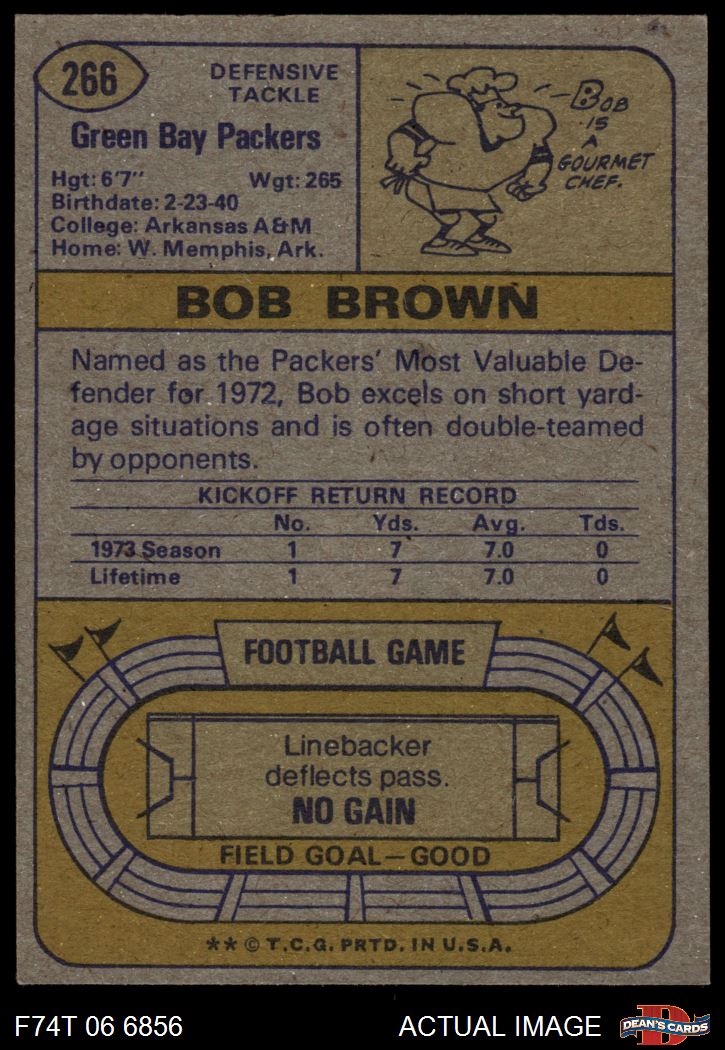 266
DEFENSIVE
TACKLE
Green Bay Packers
Hgt: 6'7" Wgt: 265
Birthdate: 2-23-40
College: Arkansas A&M
Home: W. Memphis, Ark.
BOB
IS
A
GOURMET
CHEF.
BOB BROWN
Named as the Packers' Most Valuable De-
fender for 1972, Bob excels on short yard-
age situations and is often double-teamed
by opponents.
KICKOFF RETURN RECORD
No. Yds. Avg. Tds.
1973 Season 1 7 7.0 0
Lifetime 1 7 7.0 0
FOOTBALL GAME
Linebacker
deflects pass.
NO GAIN
FIELD GOAL—GOOD
** © T.C.G. PRTD. IN U.S.A.
F74T 06 6856 ACTUAL IMAGE
D
DEAN'S CARDS